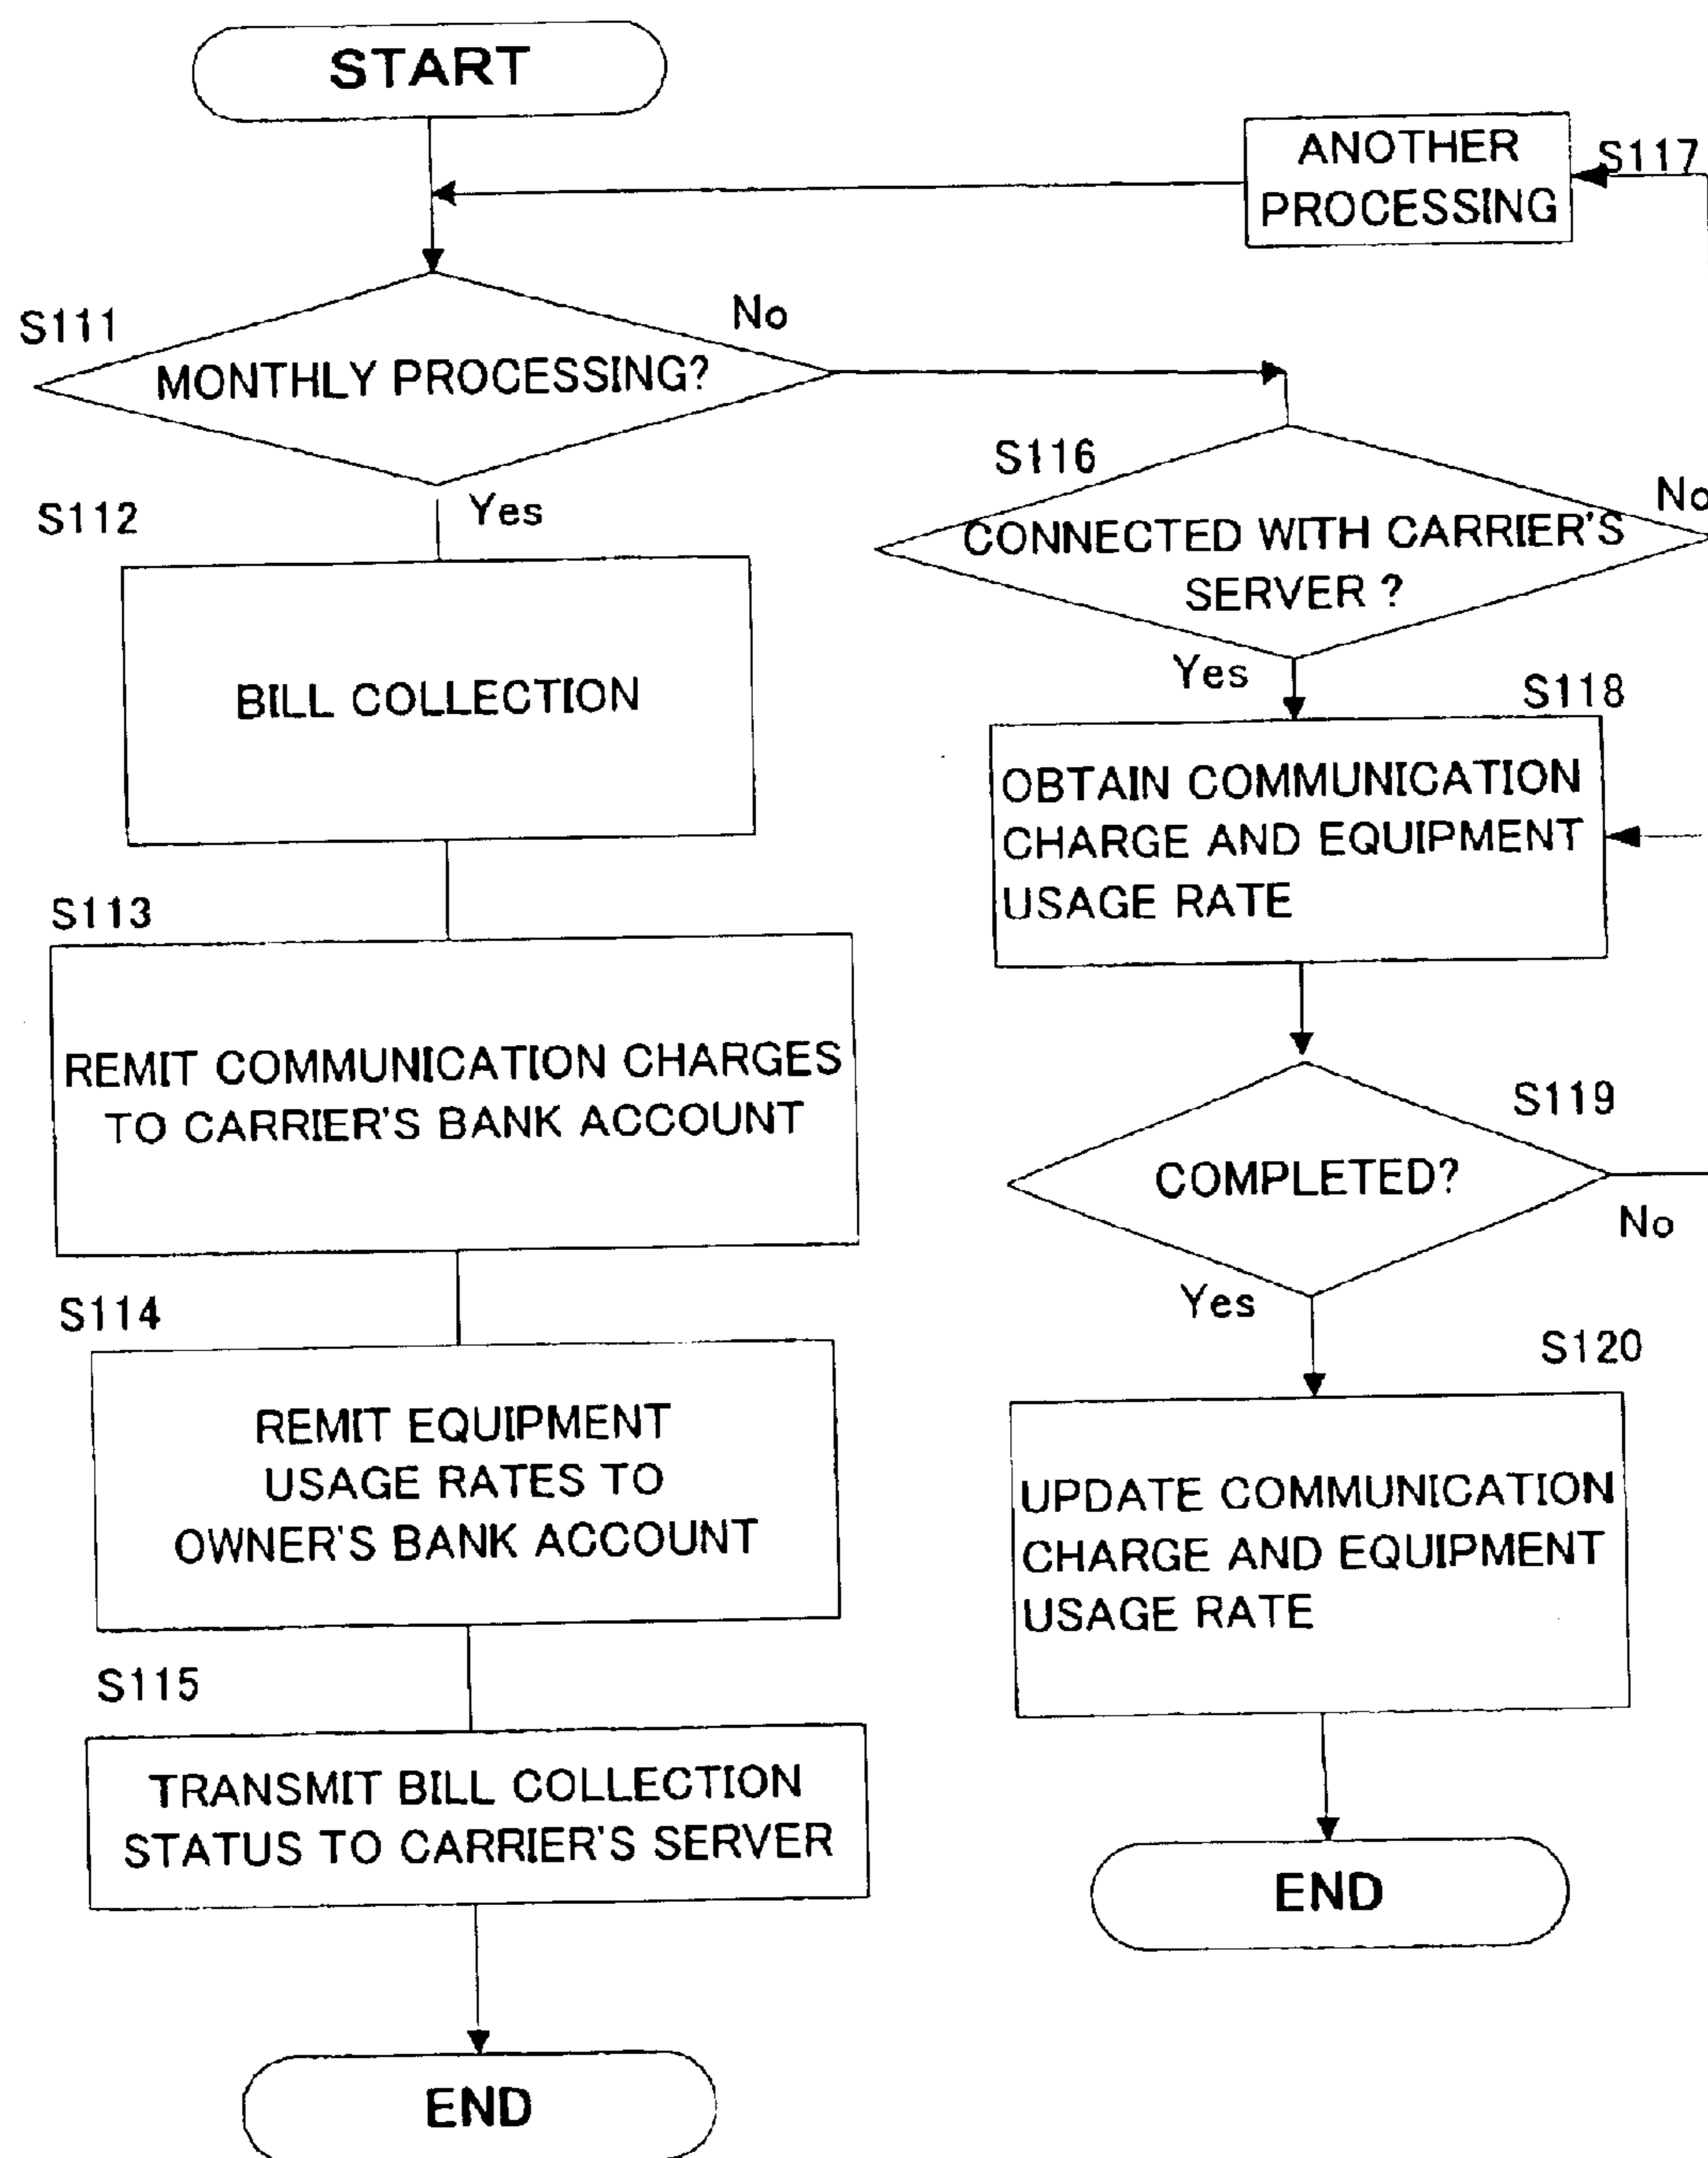 START
ANOTHER
PROCESSING
S117
S111
MONTHLY PROCESSING?
No
Yes
S112
BILL COLLECTION
S113
REMIT COMMUNICATION CHARGES
TO CARRIER'S BANK ACCOUNT
S114
REMIT EQUIPMENT
USAGE RATES TO
OWNER'S BANK ACCOUNT
S115
TRANSMIT BILL COLLECTION
STATUS TO CARRIER'S SERVER
END
S116
CONNECTED WITH CARRIER'S
SERVER ?
No
Yes
S118
OBTAIN COMMUNICATION
CHARGE AND EQUIPMENT
USAGE RATE
S119
COMPLETED?
No
Yes
S120
UPDATE COMMUNICATION
CHARGE AND EQUIPMENT
USAGE RATE
END